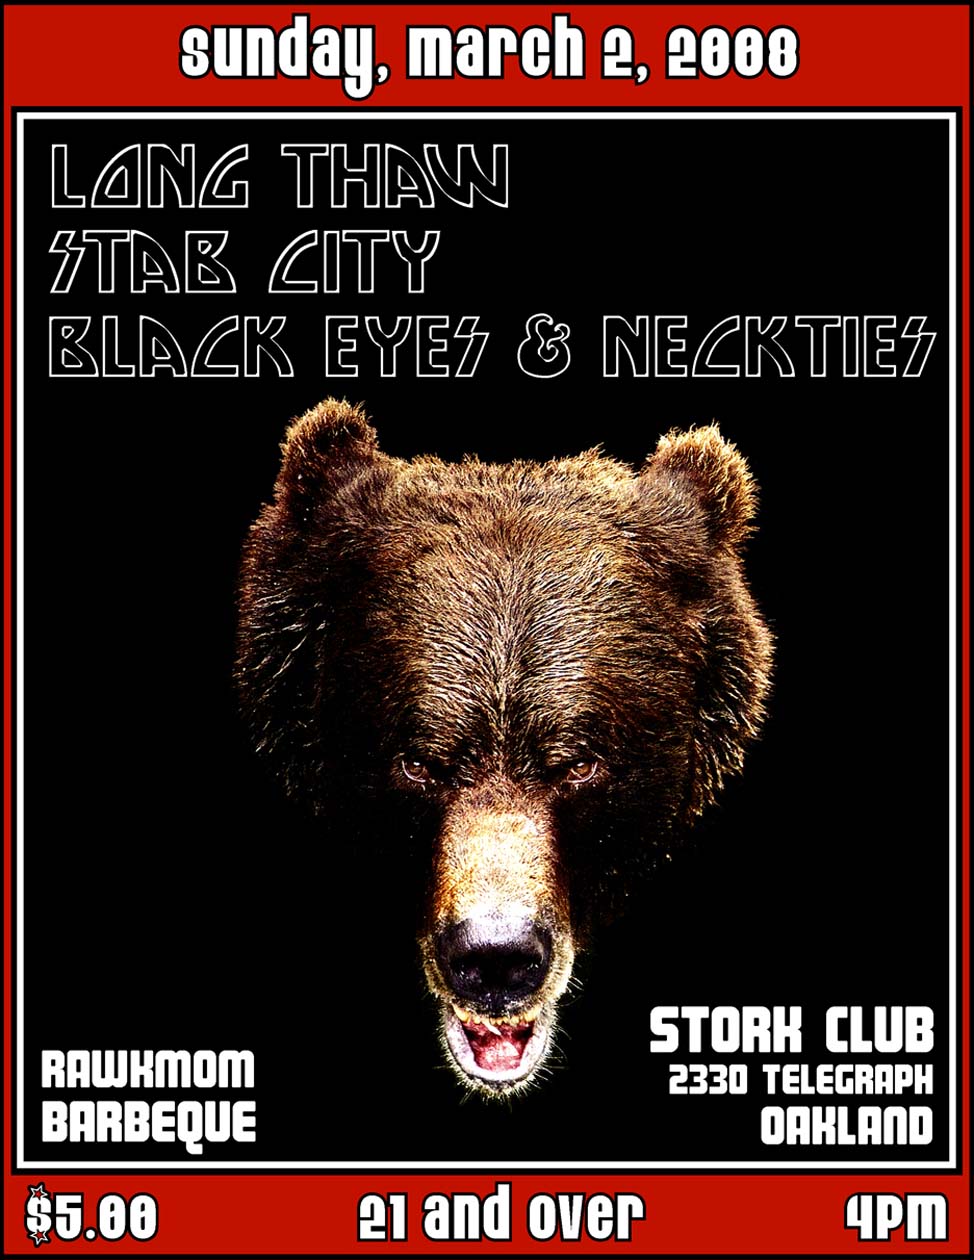 sunday, march 2, 2008
LONG THAW
STAB CITY
BLACK EYES & NECKTIES
RAWKMOM
BARBEQUE
STORK CLUB
2330 TELEGRAPH
OAKLAND
$5.00 21 and over 4pm